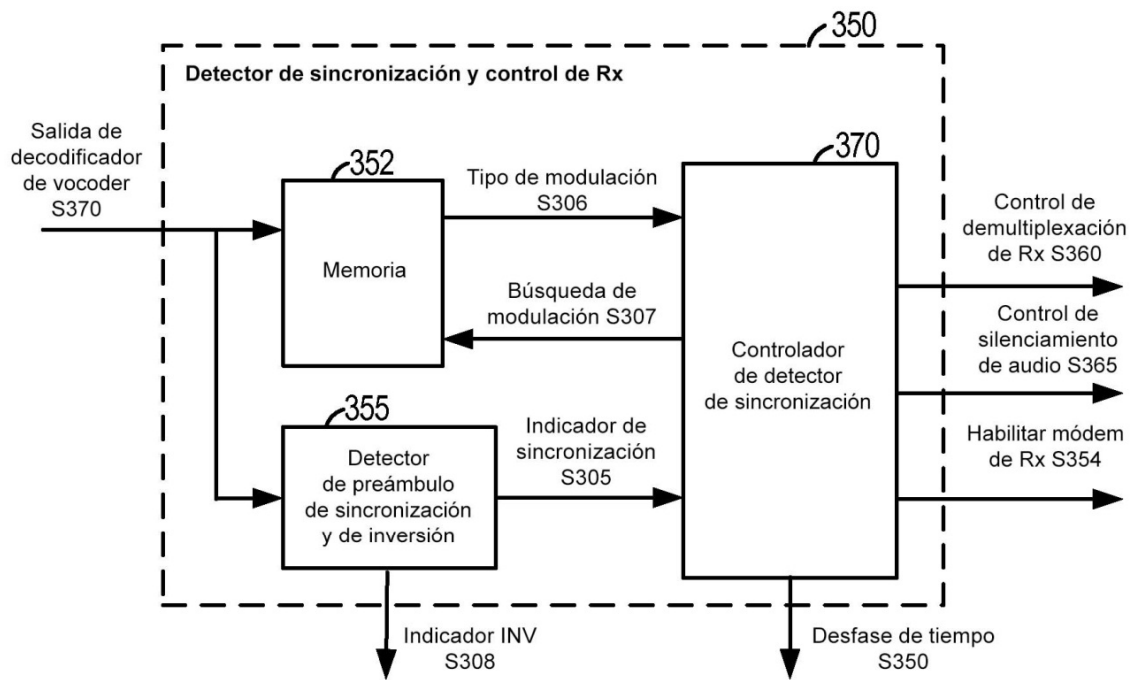 350
Detector de sincronización y control de Rx
Salida de
decodificador
de vocoder
S370
352
Memoria
Tipo de modulación
S306
Búsqueda de
modulación S307
370
Controlador
de detector
de sincronización
Control de
demultiplexación
de Rx S360
Control de
silenciamiento
de audio S365
Habilitar módem
de Rx S354
355
Detector
de preámbulo
de sincronización
y de inversión
Indicador de
sincronización
S305
Indicador INV
S308
Desfase de tiempo
S350